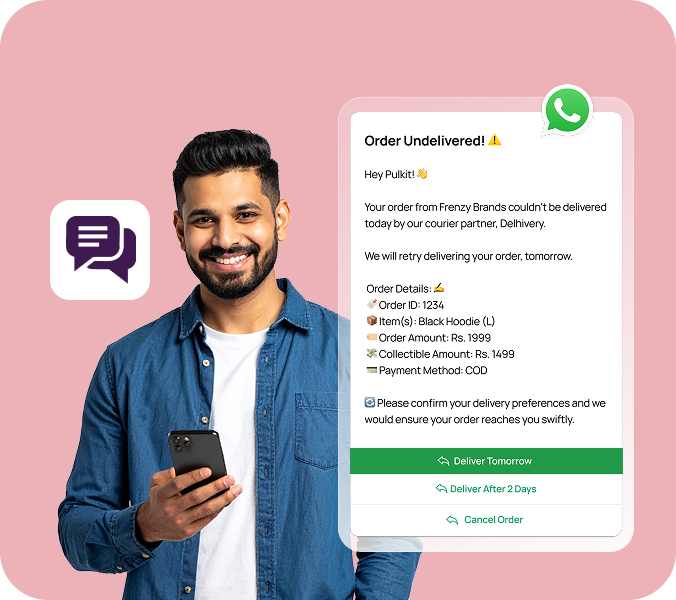 Order Undelivered! ⚠️
Hey Pulkit! 👋
Your order from Frenzy Brands couldn't be delivered
today by our courier partner, Delhivery.
We will retry delivering your order, tomorrow.
Order Details: ✍️
Order ID: 1234
📦 Item(s): Black Hoodie (L)
Order Amount: Rs. 1999
💸 Collectible Amount: Rs. 1499
💳 Payment Method: COD
🔄 Please confirm your delivery preferences and we
would ensure your order reaches you swiftly.
Deliver Tomorrow
Deliver After 2 Days
Cancel Order